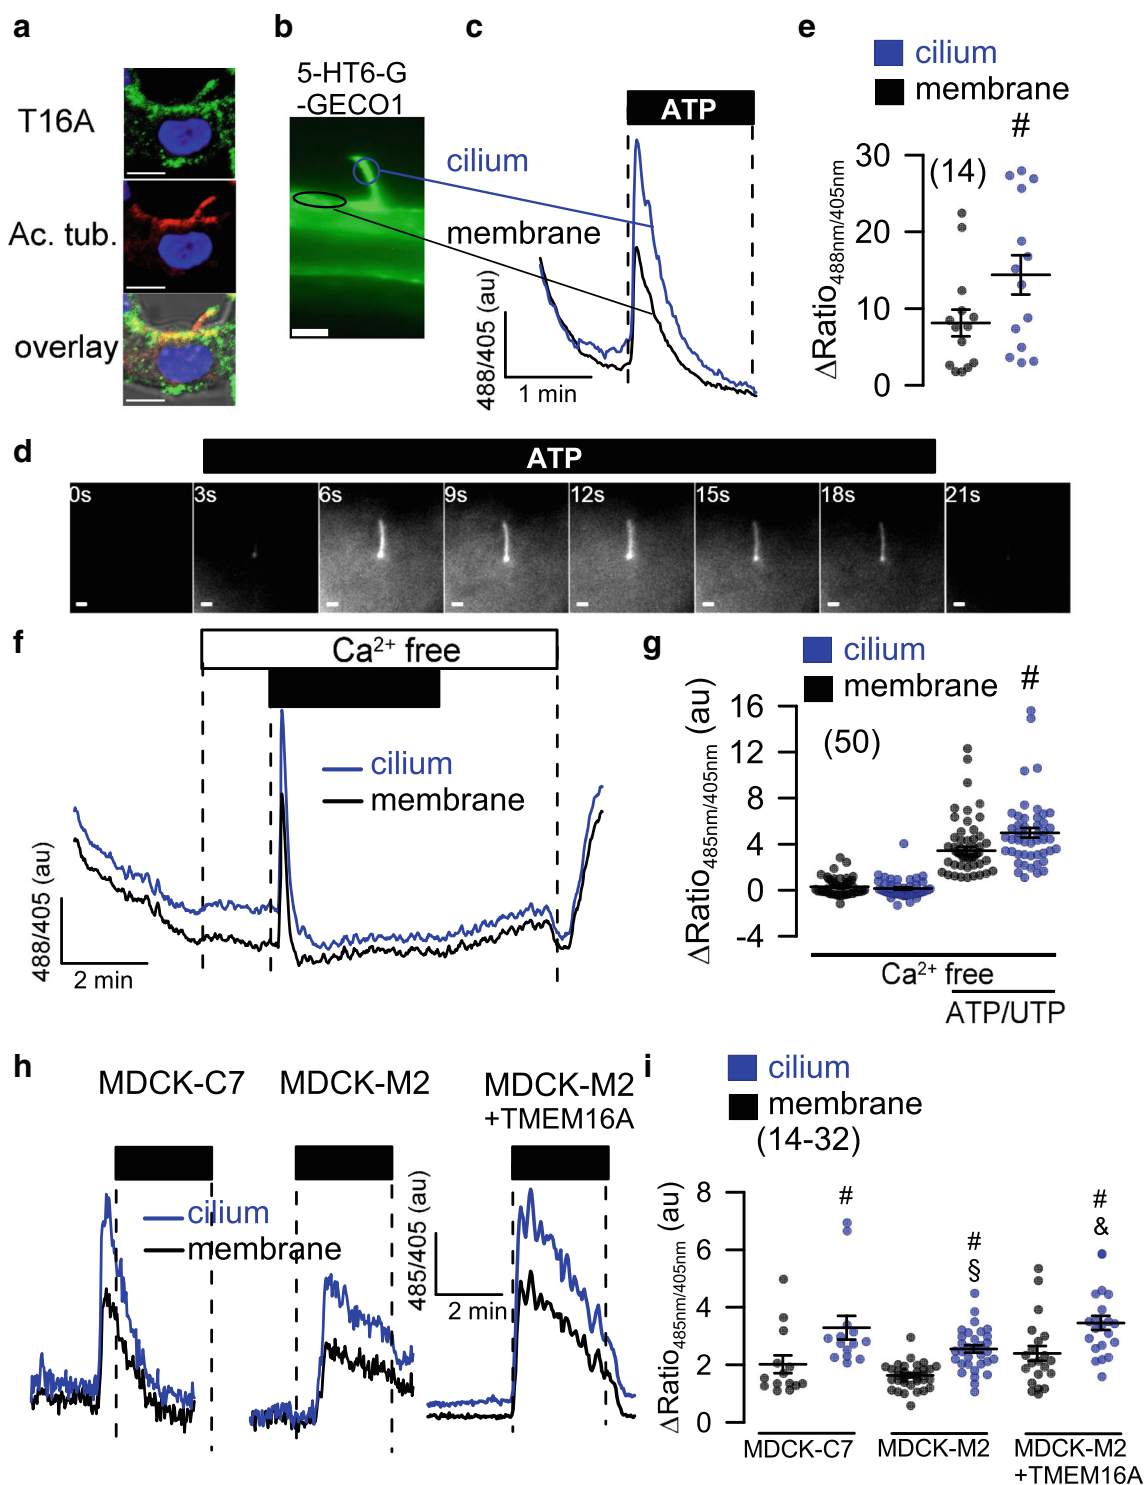 a
T16A
Ac. tub.
overlay
b
5-HT6-G
-GECO1
c
ATP
cilium
membrane
488/405 (au)
1 min
e
cilium
membrane
#
(14)
ΔRatio488nm/405nm
30
20
10
0
d
ATP
0s 3s 6s 9s 12s 15s 18s 21s
f
Ca2+ free
cilium
membrane
488/405 (au)
2 min
g
cilium
membrane
#
(50)
ΔRatio485nm/405nm (au)
16
12
8
4
0
-4
Ca2+ free
ATP/UTP
h
MDCK-C7
MDCK-M2
MDCK-M2
+TMEM16A
cilium
membrane
485/405 (au)
2 min
i
cilium
membrane
(14-32)
ΔRatio485nm/405nm (au)
8
6
4
2
0
#
#
§
#
&
MDCK-C7
MDCK-M2
MDCK-M2
+TMEM16A